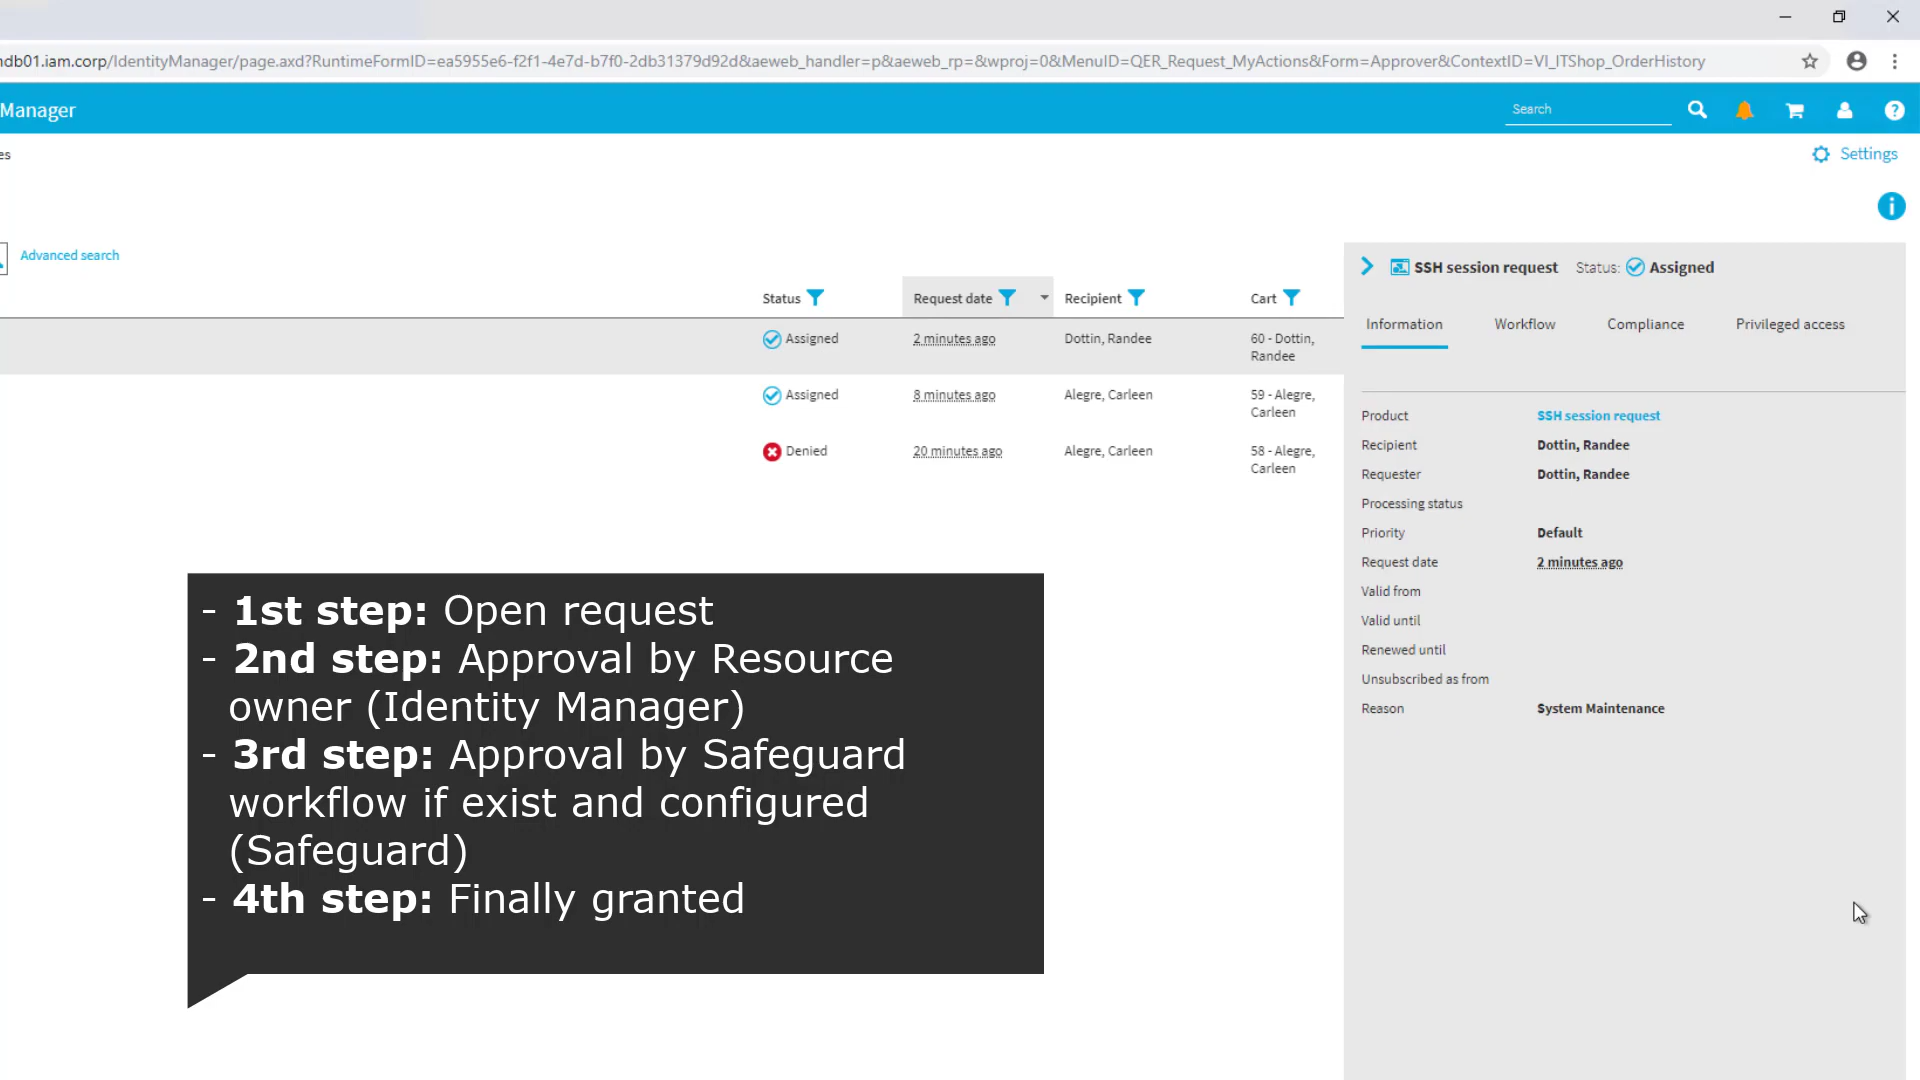 ndb01.iam.corp/IdentityManager/page.axd?RuntimeFormID=ea5955e6-f2f1-4e7d-b7f0-2db31379d92d&aeweb_handler=p&aeweb_rp=&wproj=0&MenuID=QER_Request_MyActions&Form=Approver&ContextID=VI_ITShop_OrderHistory
Manager
Search
es
Settings
Advanced search
Status Request date Recipient Cart
Assigned 2 minutes ago Dottin, Randee 60 - Dottin,
Randee
Assigned 8 minutes ago Alegre, Carleen 59 - Alegre,
Carleen
Denied 20 minutes ago Alegre, Carleen 58 - Alegre,
Carleen
SSH session request Status: Assigned
Information Workflow Compliance Privileged access
Product SSH session request
Recipient Dottin, Randee
Requester Dottin, Randee
Processing status
Priority Default
Request date 2 minutes ago
Valid from
Valid until
Renewed until
Unsubscribed as from
Reason System Maintenance
- 1st step: Open request
- 2nd step: Approval by Resource
owner (Identity Manager)
- 3rd step: Approval by Safeguard
workflow if exist and configured
(Safeguard)
- 4th step: Finally granted